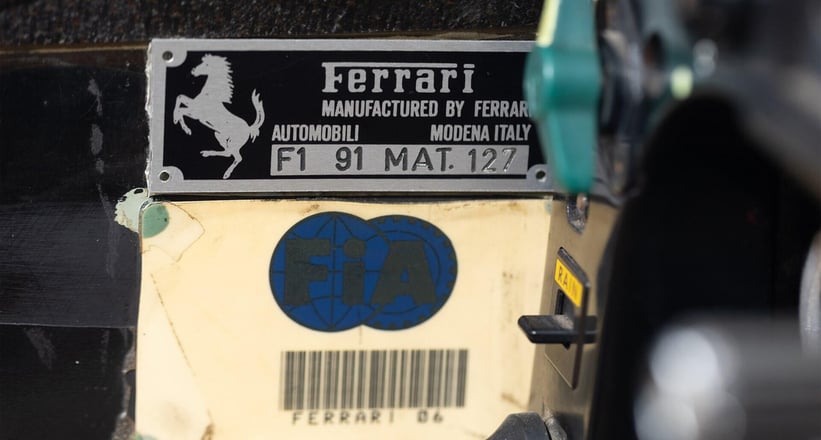 Ferrari
MANUFACTURED BY FERRARI
AUTOMOBILI MODENA ITALY
F1 91 MAT. 127
FiA
RAIN
FERRARI 06